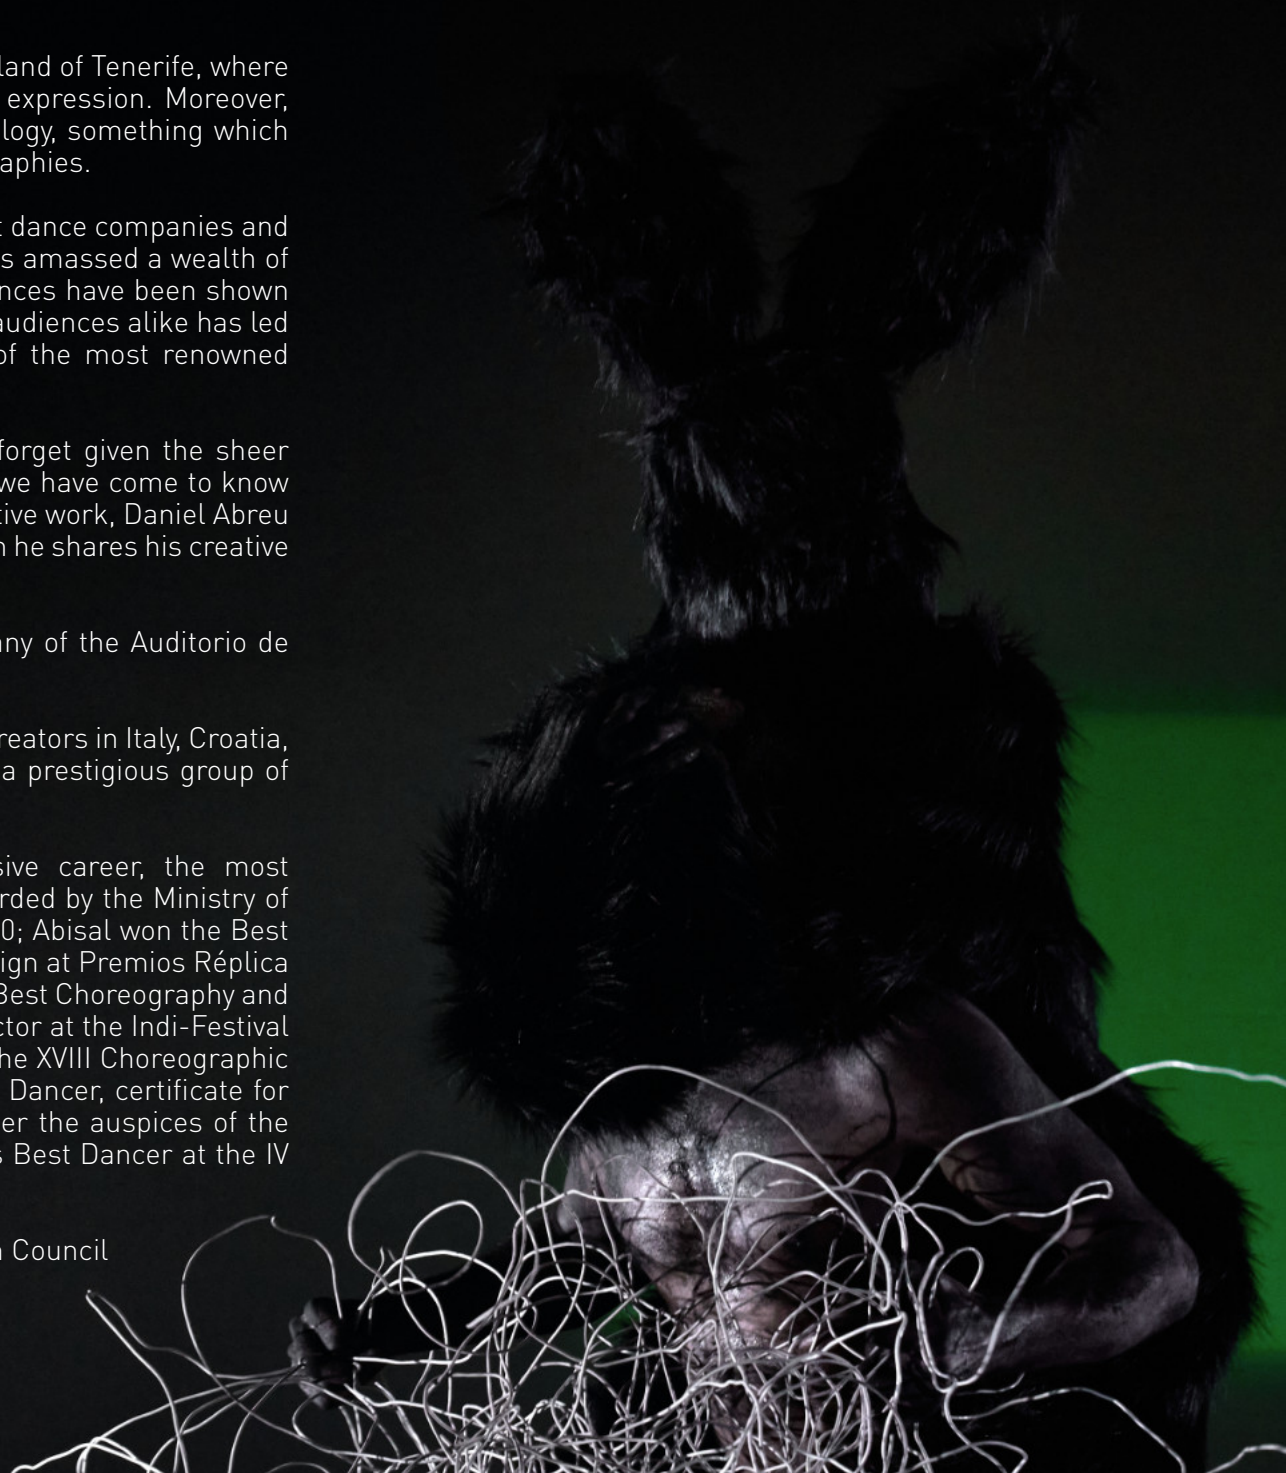 land of Tenerife, where
expression. Moreover,
logy, something which
aphies.
dance companies and
s amassed a wealth of
nces have been shown
audiences alike has led
of the most renowned
forget given the sheer
we have come to know
tive work, Daniel Abreu
he shares his creative
ny of the Auditorio de
reators in Italy, Croatia,
a prestigious group of
sive career, the most
rded by the Ministry of
0; Abisal won the Best
ign at Premios Réplica
Best Choreography and
ctor at the Indi-Festival
he XVIII Choreographic
Dancer, certificate for
er the auspices of the
s Best Dancer at the IV
Council